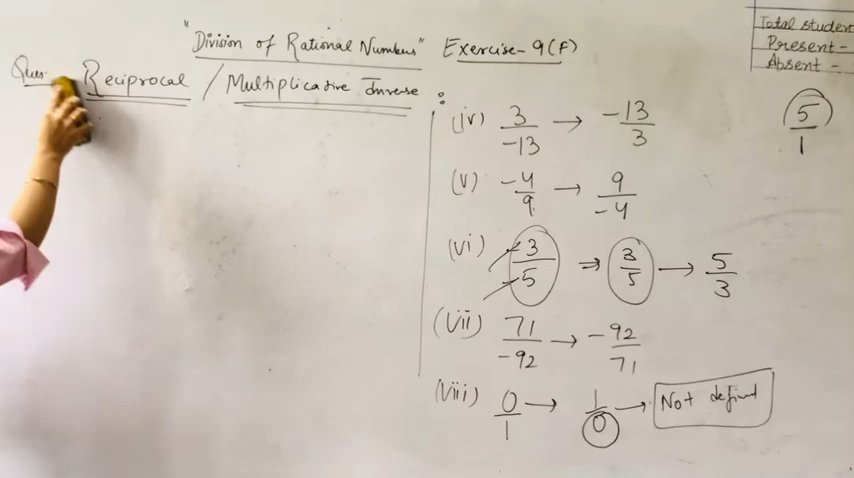 "Division of Rational Numbers" Exercise-9(F)
Ques. Reciprocal / Multiplicative Inverse :
Total student
Present -
Absent -
5/1
(iv) 3/-13 → -13/3
(v) -4/9 → 9/-4
(vi) -3/-5 ⇒ 3/5 → 5/3
(vii) 71/-92 → -92/71
(viii) 0/1 → 1/0 → Not defined